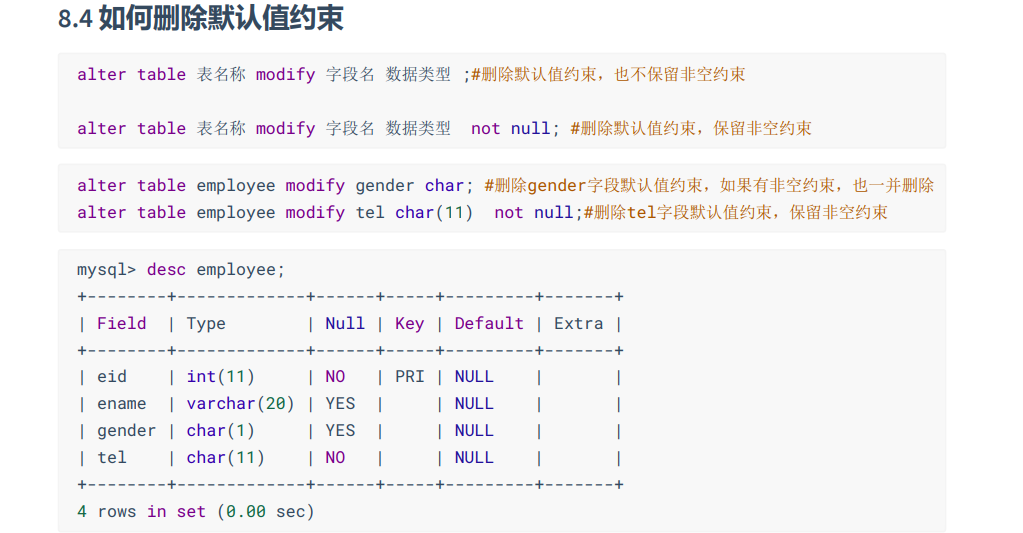 8.4 如何删除默认值约束
alter table 表名称 modify 字段名 数据类型 ;#删除默认值约束，也不保留非空约束
alter table 表名称 modify 字段名 数据类型  not null; #删除默认值约束，保留非空约束
alter table employee modify gender char; #删除gender字段默认值约束，如果有非空约束，也一并删除
alter table employee modify tel char(11)  not null;#删除tel字段默认值约束，保留非空约束
mysql> desc employee;
+--------+-------------+------+-----+---------+-------+
| Field  | Type        | Null | Key | Default | Extra |
+--------+-------------+------+-----+---------+-------+
| eid    | int(11)     | NO   | PRI | NULL    |       |
| ename  | varchar(20) | YES  |     | NULL    |       |
| gender | char(1)     | YES  |     | NULL    |       |
| tel    | char(11)    | NO   |     | NULL    |       |
+--------+-------------+------+-----+---------+-------+
4 rows in set (0.00 sec)